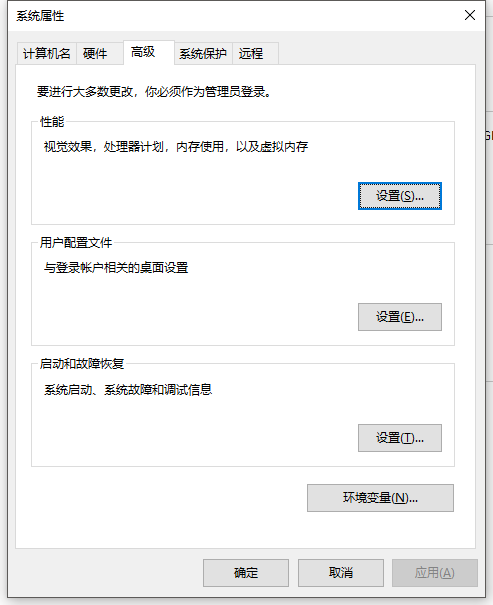 系统属性
计算机名 硬件 高级 系统保护 远程
要进行大多数更改，你必须作为管理员登录。
性能
视觉效果，处理器计划，内存使用，以及虚拟内存
设置(S)...
用户配置文件
与登录帐户相关的桌面设置
设置(E)...
启动和故障恢复
系统启动、系统故障和调试信息
设置(T)...
环境变量(N)...
确定 取消 应用(A)